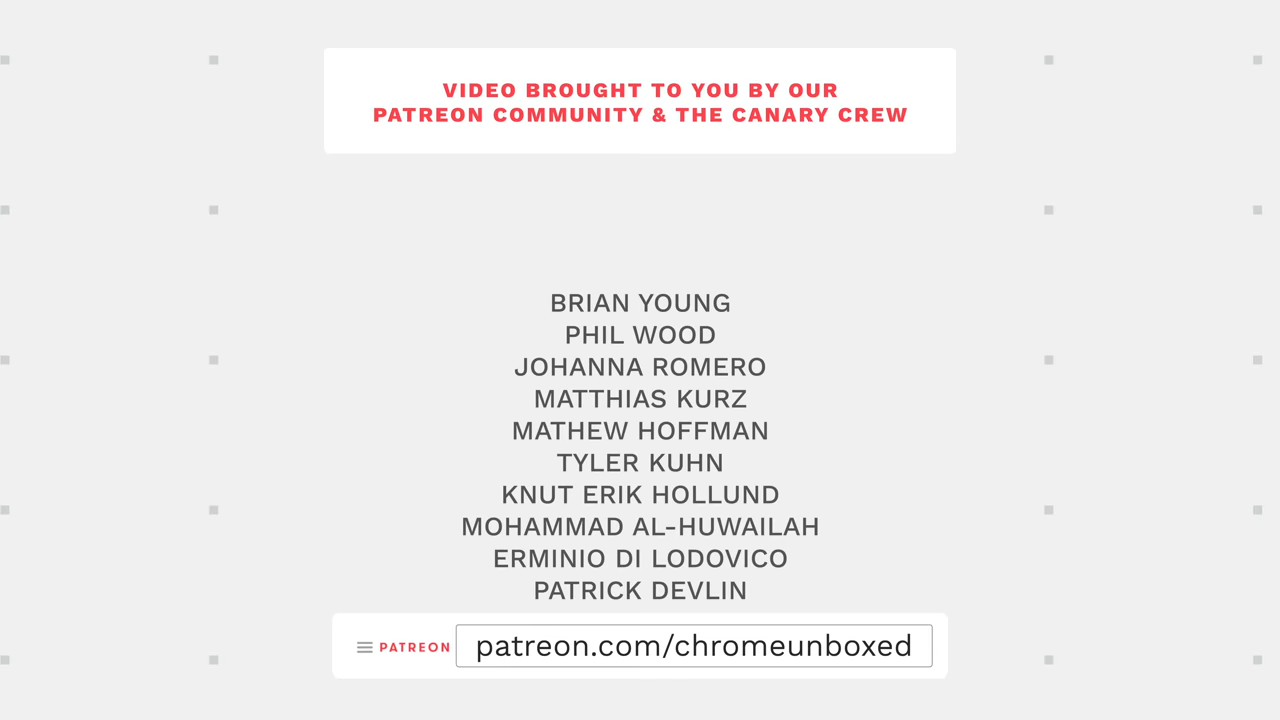 VIDEO BROUGHT TO YOU BY OUR
PATREON COMMUNITY & THE CANARY CREW
BRIAN YOUNG
PHIL WOOD
JOHANNA ROMERO
MATTHIAS KURZ
MATHEW HOFFMAN
TYLER KUHN
KNUT ERIK HOLLUND
MOHAMMAD AL-HUWAILAH
ERMINIO DI LODOVICO
PATRICK DEVLIN
PATREON patreon.com/chromeunboxed